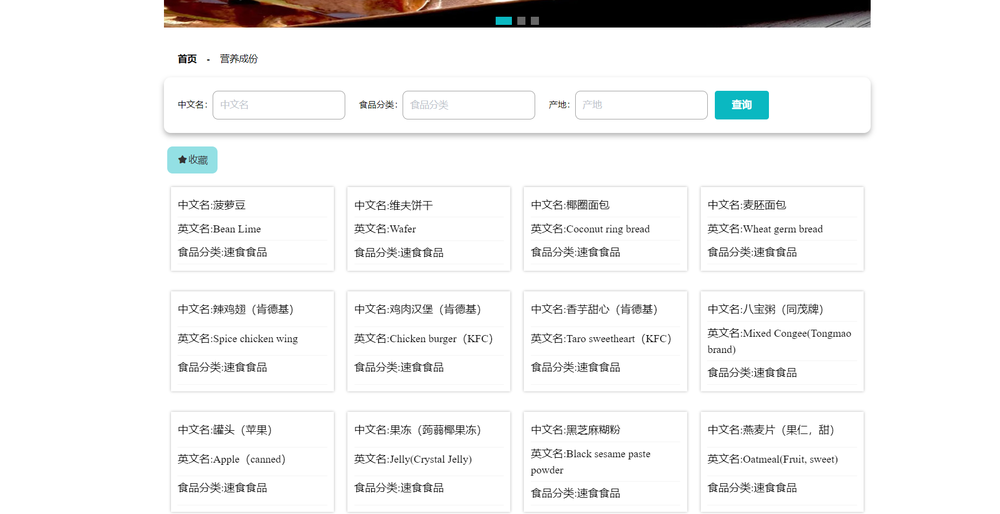 首页 - 营养成份
中文名： 中文名 食品分类： 食品分类 产地： 产地 查询
收藏
中文名:菠萝豆
英文名:Bean Lime
食品分类:速食食品
中文名:维夫饼干
英文名:Wafer
食品分类:速食食品
中文名:椰圈面包
英文名:Coconut ring bread
食品分类:速食食品
中文名:麦胚面包
英文名:Wheat germ bread
食品分类:速食食品
中文名:辣鸡翅（肯德基）
英文名:Spice chicken wing
食品分类:速食食品
中文名:鸡肉汉堡（肯德基）
英文名:Chicken burger（KFC）
食品分类:速食食品
中文名:香芋甜心（肯德基）
英文名:Taro sweetheart（KFC）
食品分类:速食食品
中文名:八宝粥（同茂牌）
英文名:Mixed Congee(Tongmao
brand)
食品分类:速食食品
中文名:罐头（苹果）
英文名:Apple（canned）
食品分类:速食食品
中文名:果冻（蒟蒻椰果冻）
英文名:Jelly(Crystal Jelly)
食品分类:速食食品
中文名:黑芝麻糊粉
英文名:Black sesame paste
powder
食品分类:速食食品
中文名:燕麦片（果仁，甜）
英文名:Oatmeal(Fruit, sweet)
食品分类:速食食品